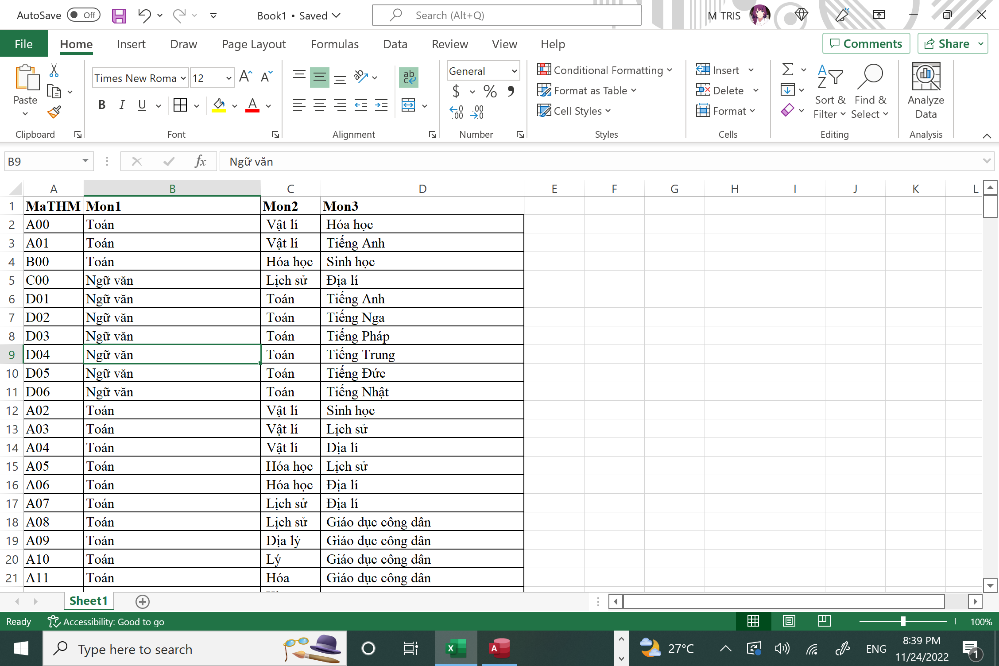 AutoSave Off Book1 • Saved Search (Alt+Q) M TRIS
File Home Insert Draw Page Layout Formulas Data Review View Help Comments Share
Paste
Clipboard
Times New Roma 12
B I U A
Font
ab c
Alignment
General
$ % 9
.00 .0
Number
Conditional Formatting
Format as Table
Cell Styles
Styles
Insert
Delete
Format
Cells
Sort & Filter
Find & Select
Editing
Analyze Data
Analysis
B9 fx Ngữ văn
A B C D E F G H I J K L
1 MaTHM Mon1 Mon2 Mon3
2 A00 Toán Vật lí Hóa học
3 A01 Toán Vật lí Tiếng Anh
4 B00 Toán Hóa học Sinh học
5 C00 Ngữ văn Lịch sử Địa lí
6 D01 Ngữ văn Toán Tiếng Anh
7 D02 Ngữ văn Toán Tiếng Nga
8 D03 Ngữ văn Toán Tiếng Pháp
9 D04 Ngữ văn Toán Tiếng Trung
10 D05 Ngữ văn Toán Tiếng Đức
11 D06 Ngữ văn Toán Tiếng Nhật
12 A02 Toán Vật lí Sinh học
13 A03 Toán Vật lí Lịch sử
14 A04 Toán Vật lí Địa lí
15 A05 Toán Hóa học Lịch sử
16 A06 Toán Hóa học Địa lí
17 A07 Toán Lịch sử Địa lí
18 A08 Toán Lịch sử Giáo dục công dân
19 A09 Toán Địa lý Giáo dục công dân
20 A10 Toán Lý Giáo dục công dân
21 A11 Toán Hóa Giáo dục công dân
Sheet1
Ready Accessibility: Good to go 100%
Type here to search 27°C ENG 8:39 PM
11/24/2022 1